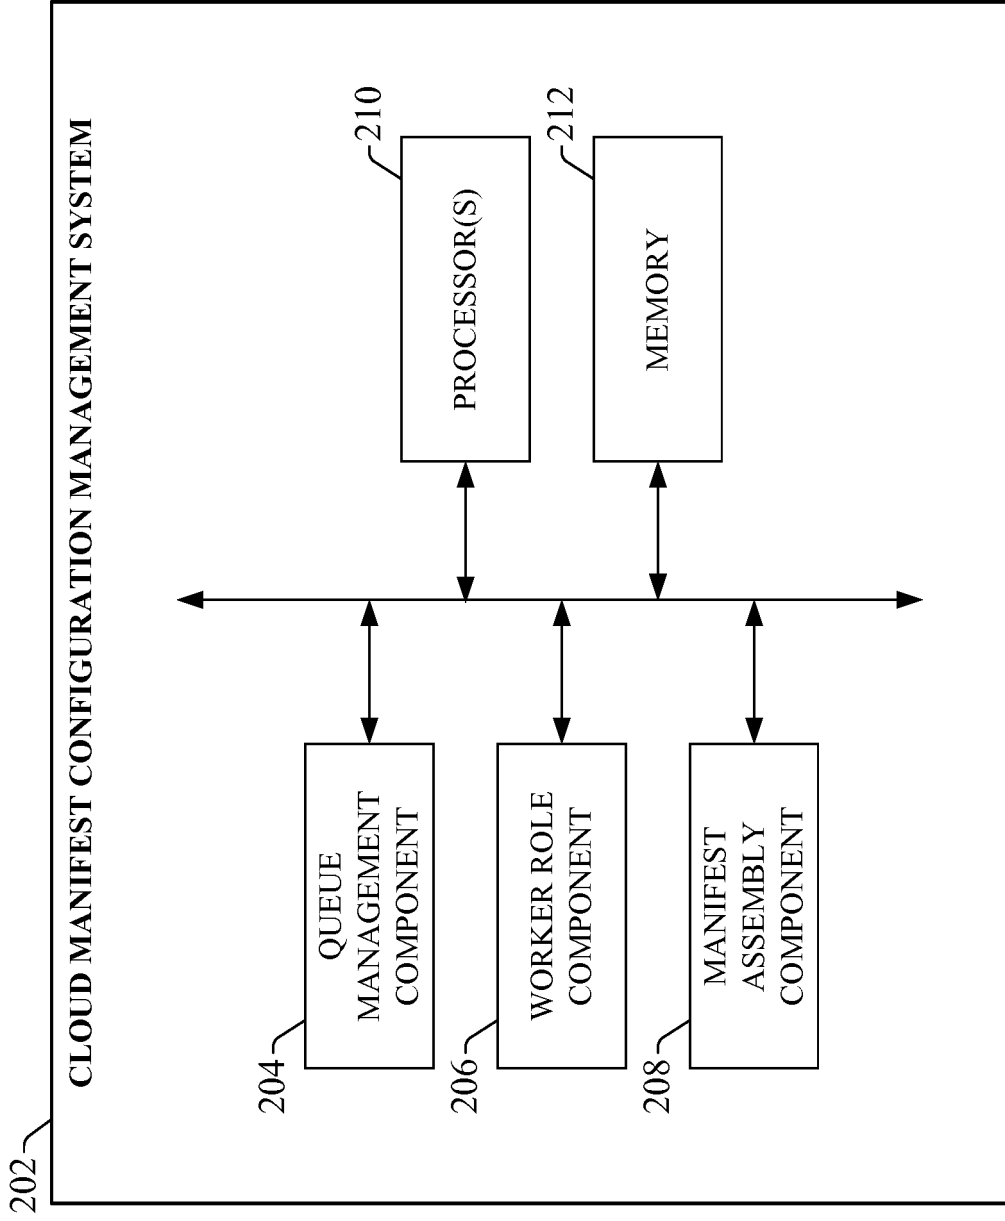 202
CLOUD MANIFEST CONFIGURATION MANAGEMENT SYSTEM
204
QUEUE
MANAGEMENT
COMPONENT
206
WORKER ROLE
COMPONENT
208
MANIFEST
ASSEMBLY
COMPONENT
210
PROCESSOR(S)
212
MEMORY